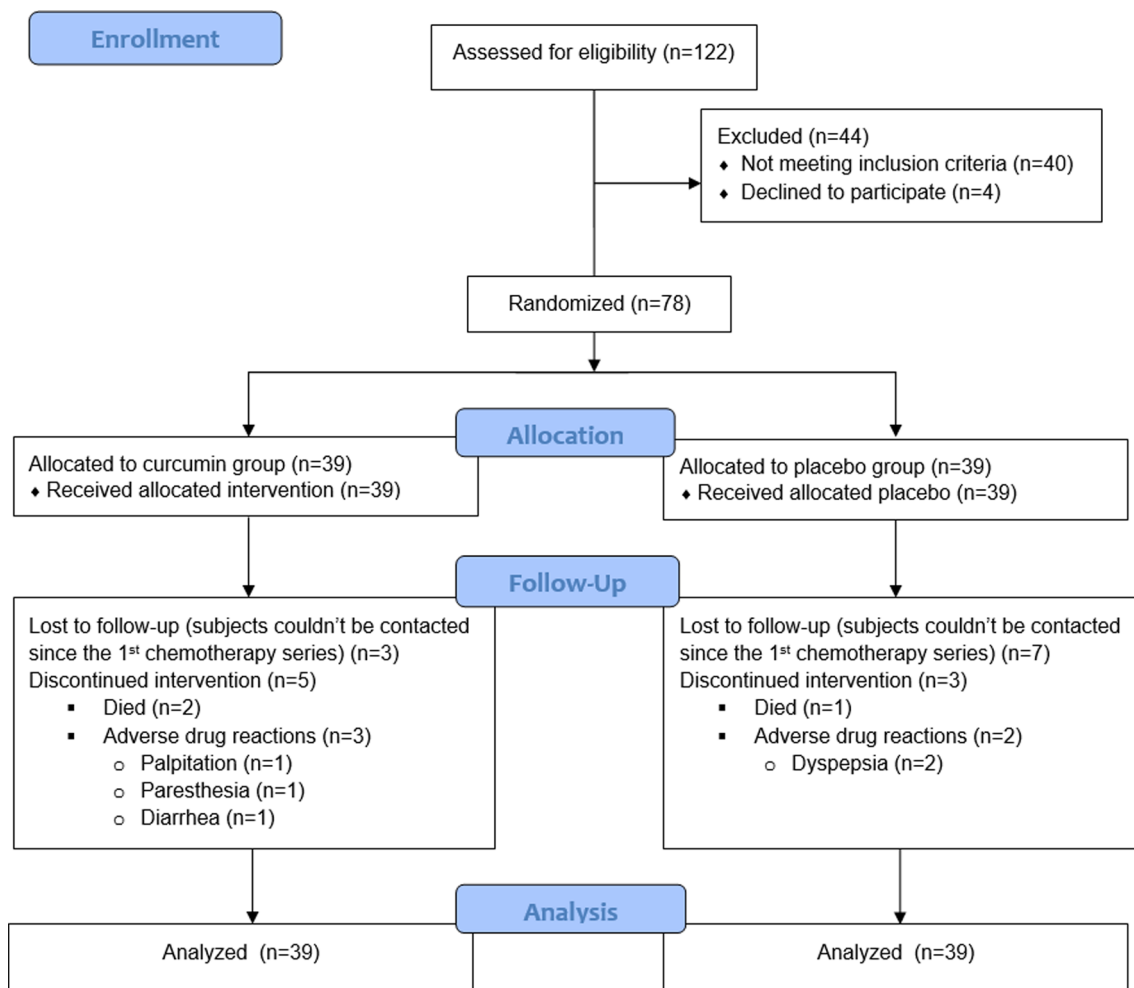 Enrollment
Assessed for eligibility (n=122)
Excluded (n=44)
♦ Not meeting inclusion criteria (n=40)
♦ Declined to participate (n=4)
Randomized (n=78)
Allocation
Allocated to curcumin group (n=39)
♦ Received allocated intervention (n=39)
Allocated to placebo group (n=39)
♦ Received allocated placebo (n=39)
Follow-Up
Lost to follow-up (subjects couldn’t be contacted
since the 1st chemotherapy series) (n=3)
Discontinued intervention (n=5)
▪ Died (n=2)
▪ Adverse drug reactions (n=3)
o Palpitation (n=1)
o Paresthesia (n=1)
o Diarrhea (n=1)
Lost to follow-up (subjects couldn’t be contacted
since the 1st chemotherapy series) (n=7)
Discontinued intervention (n=3)
▪ Died (n=1)
▪ Adverse drug reactions (n=2)
o Dyspepsia (n=2)
Analysis
Analyzed (n=39)
Analyzed (n=39)